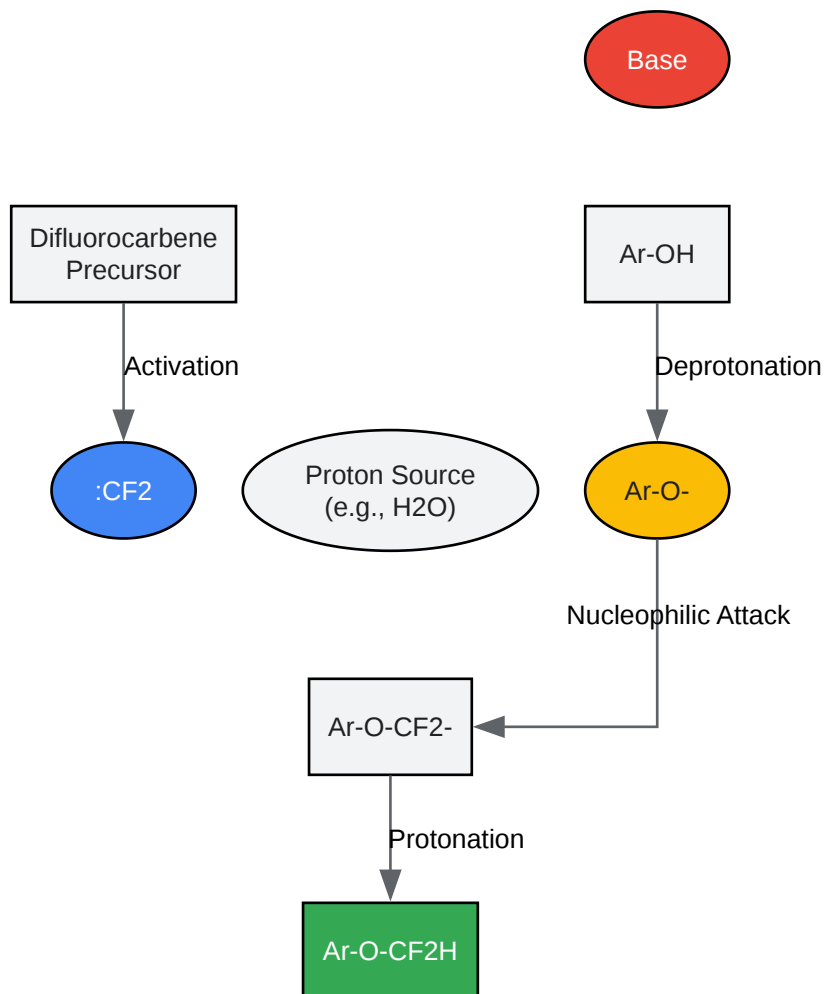 Base
Difluorocarbene
Precursor
Ar-OH
Activation
Deprotonation
:CF2
Proton Source
(e.g., H2O)
Ar-O-
Nucleophilic Attack
Ar-O-CF2-
Protonation
Ar-O-CF2H